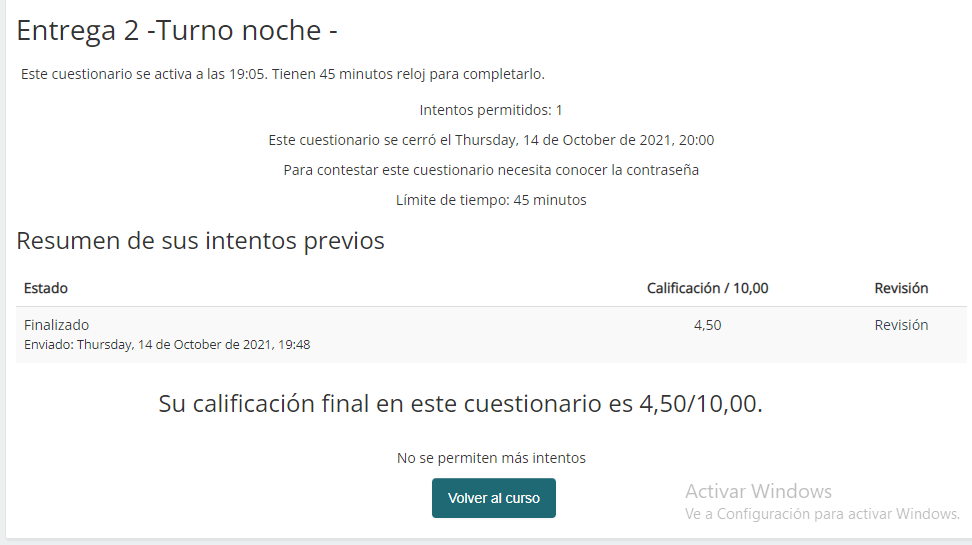 Entrega 2 -Turno noche -
Este cuestionario se activa a las 19:05. Tienen 45 minutos reloj para completarlo.
Intentos permitidos: 1
Este cuestionario se cerró el Thursday, 14 de October de 2021, 20:00
Para contestar este cuestionario necesita conocer la contraseña
Límite de tiempo: 45 minutos
Resumen de sus intentos previos
Estado Calificación / 10,00 Revisión
Finalizado 4,50 Revisión
Enviado: Thursday, 14 de October de 2021, 19:48
Su calificación final en este cuestionario es 4,50/10,00.
No se permiten más intentos
Volver al curso
Activar Windows
Ve a Configuración para activar Windows.